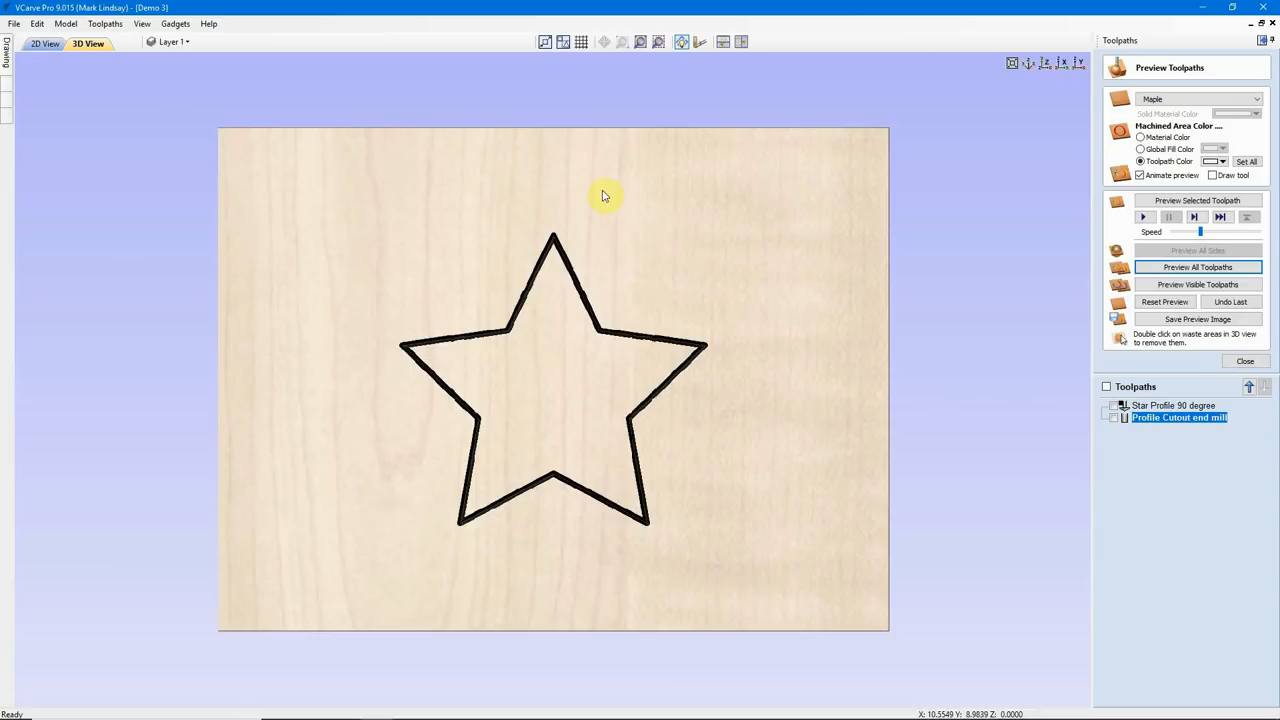 VCarve Pro 9.015 (Mark Lindsay) - [Demo 3]
File Edit Model Toolpaths View Gadgets Help
Toolpaths
Drawing
2D View 3D View Layer 1
Preview Toolpaths
Maple
Solid Material Color
Machined Area Color ....
Material Color
Global Fill Color
Toolpath Color Set All
Animate preview Draw tool
Preview Selected Toolpath
Speed
Preview All Sides
Preview All Toolpaths
Preview Visible Toolpaths
Reset Preview Undo Last
Save Preview Image
Double click on waste areas in 3D view
to remove them.
Close
Toolpaths
Star Profile 90 degree
Profile Cutout end mill
Ready X: 10.5549 Y: 8.9839 Z: 0.0000